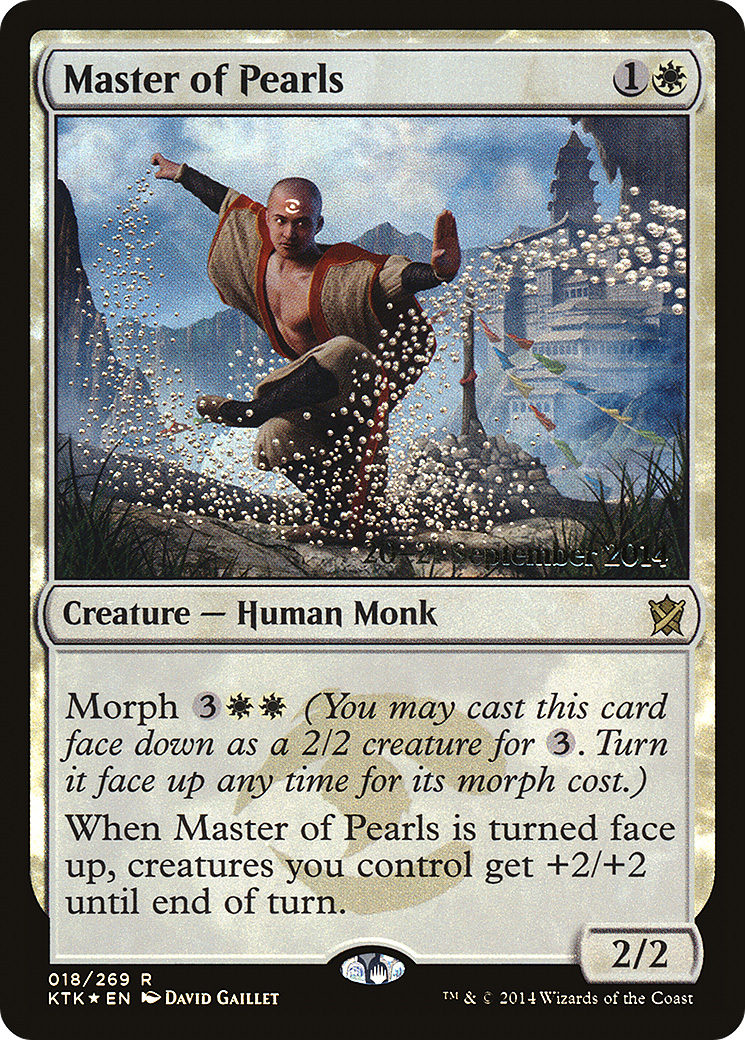 Master of Pearls 1
20–21 September 2014
Creature — Human Monk
Morph 3 (You may cast this card
face down as a 2/2 creature for 3. Turn
it face up any time for its morph cost.)
When Master of Pearls is turned face
up, creatures you control get +2/+2
until end of turn.
2/2
018/269 R
KTK★EN DAVID GAILLET
™ & © 2014 Wizards of the Coast